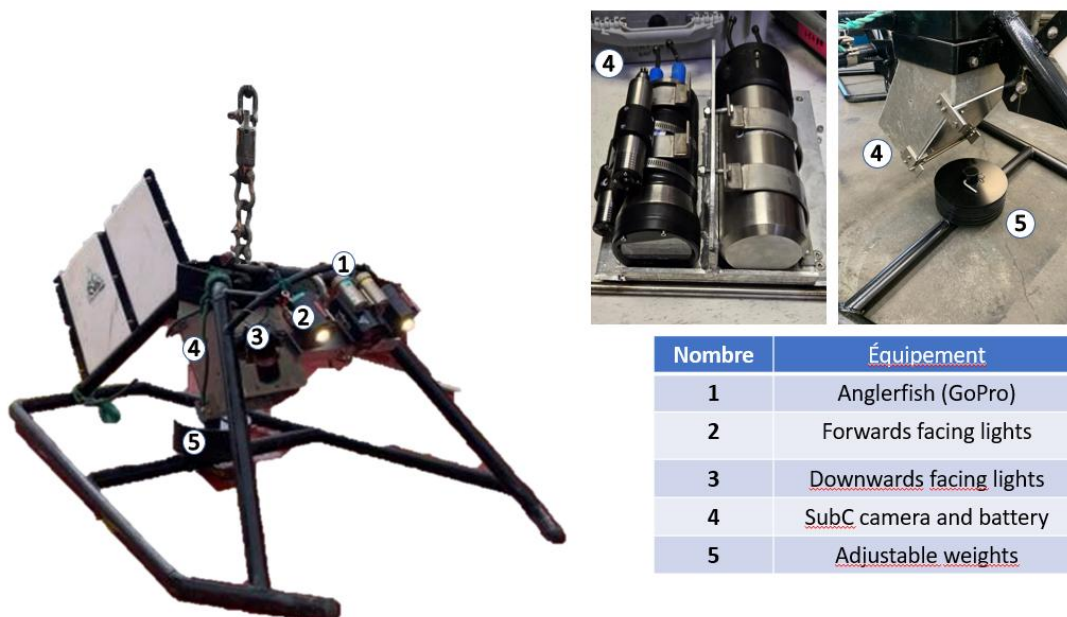 4
4
5
1
2
3
4
5
Nombre Équipement
1 Anglerfish (GoPro)
2 Forwards facing lights
3 Downwards facing lights
4 SubC camera and battery
5 Adjustable weights